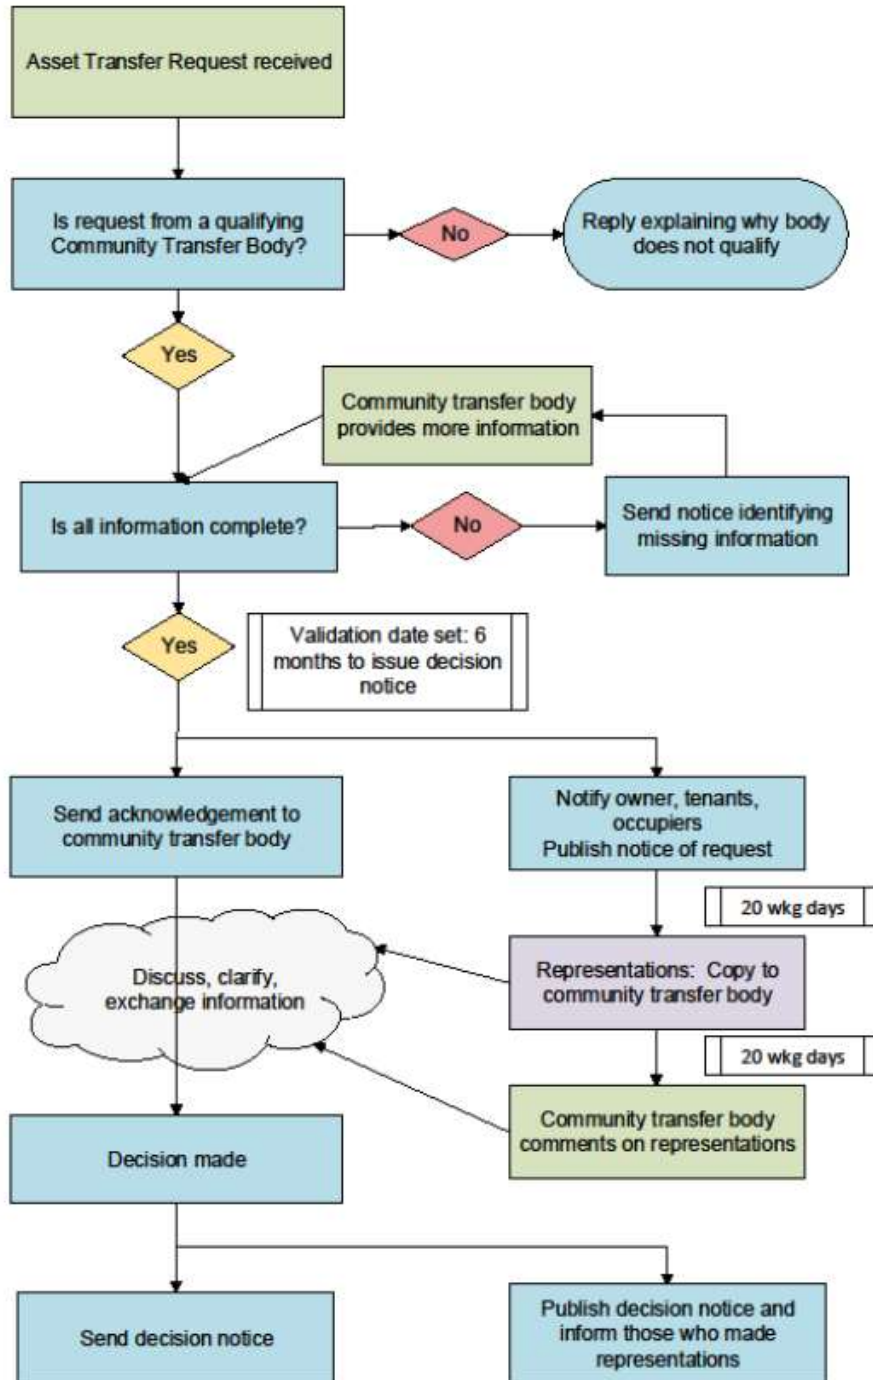 Asset Transfer Request received
Is request from a qualifying
Community Transfer Body?
No
Reply explaining why body
does not qualify
Yes
Community transfer body
provides more information
Is all information complete?
No
Send notice identifying
missing information
Yes
Validation date set: 6
months to issue decision
notice
Send acknowledgement to
community transfer body
Notify owner, tenants,
occupiers
Publish notice of request
20 wkg days
Discuss, clarify,
exchange information
Representations: Copy to
community transfer body
20 wkg days
Community transfer body
comments on representations
Decision made
Send decision notice
Publish decision notice and
inform those who made
representations